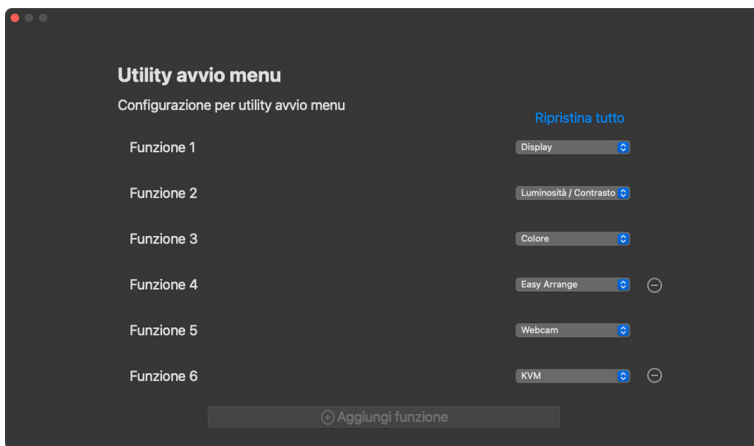 Utility avvio menu
Configurazione per utility avvio menu
Ripristina tutto
Funzione 1 Display
Funzione 2 Luminosità / Contrasto
Funzione 3 Colore
Funzione 4 Easy Arrange
Funzione 5 Webcam
Funzione 6 KVM
Aggiungi funzione